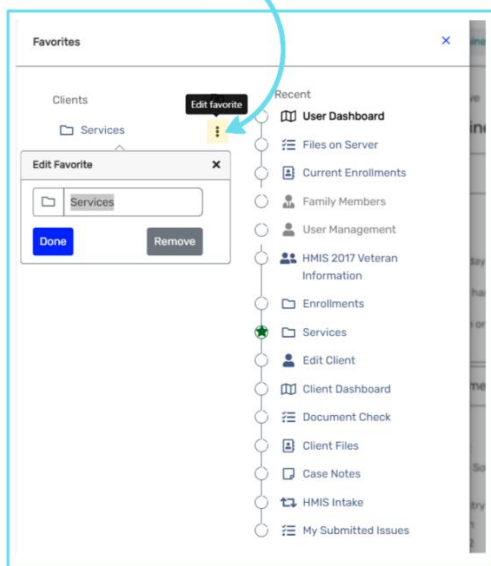 Favorites
Clients
Edit favorite
Services
Edit Favorite
Services
Done
Remove
Recent
User Dashboard
Files on Server
Current Enrollments
Family Members
User Management
HMIS 2017 Veteran
Information
Enrollments
Services
Edit Client
Client Dashboard
Document Check
Client Files
Case Notes
HMIS Intake
My Submitted Issues